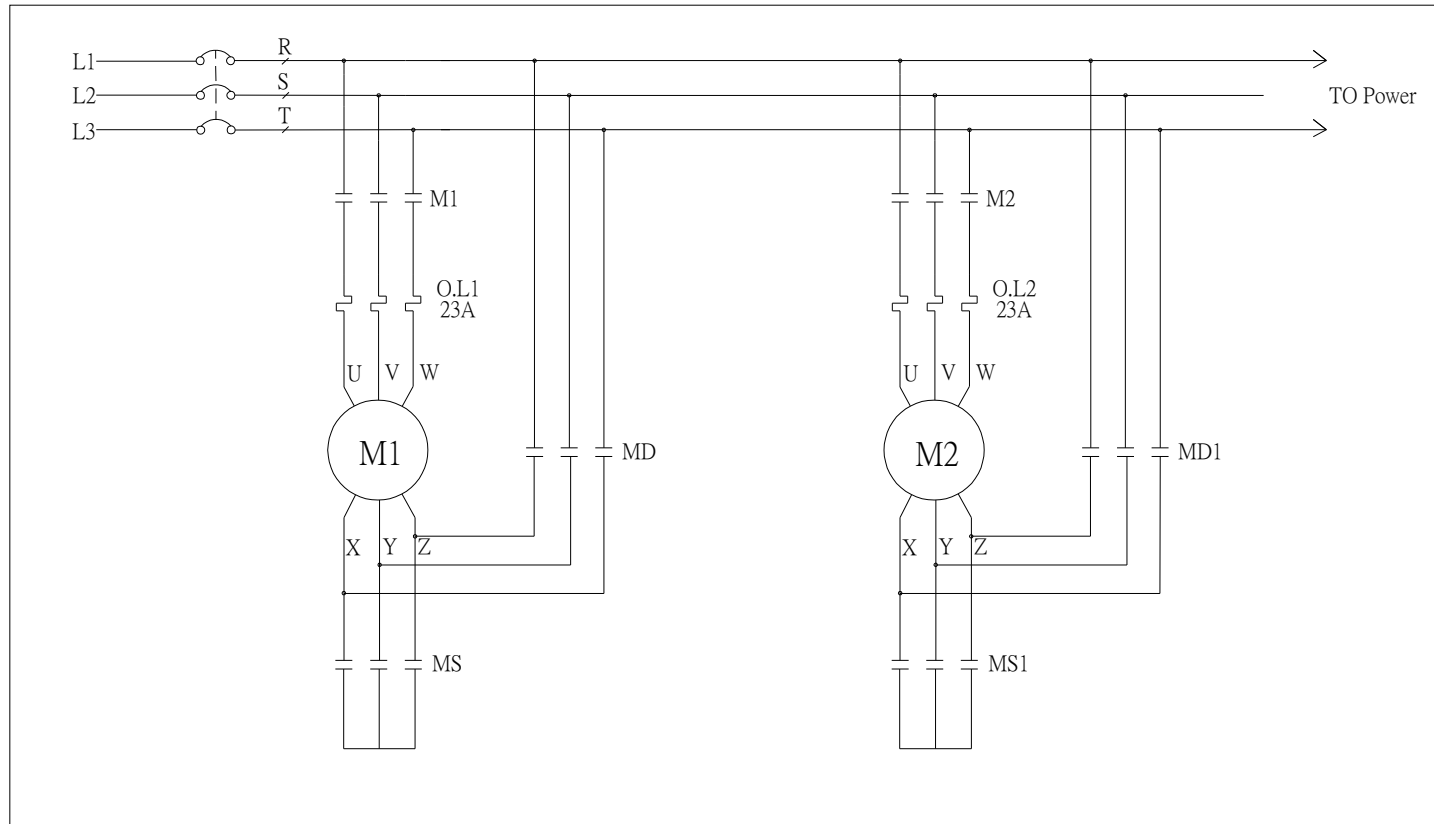 L1
R
L2
S
TO Power
L3
T
M1
M2
O.L1
23A
O.L2
23A
U V W
U V W
M1
MD
M2
MD1
X Y Z
X Y Z
MS
MS1